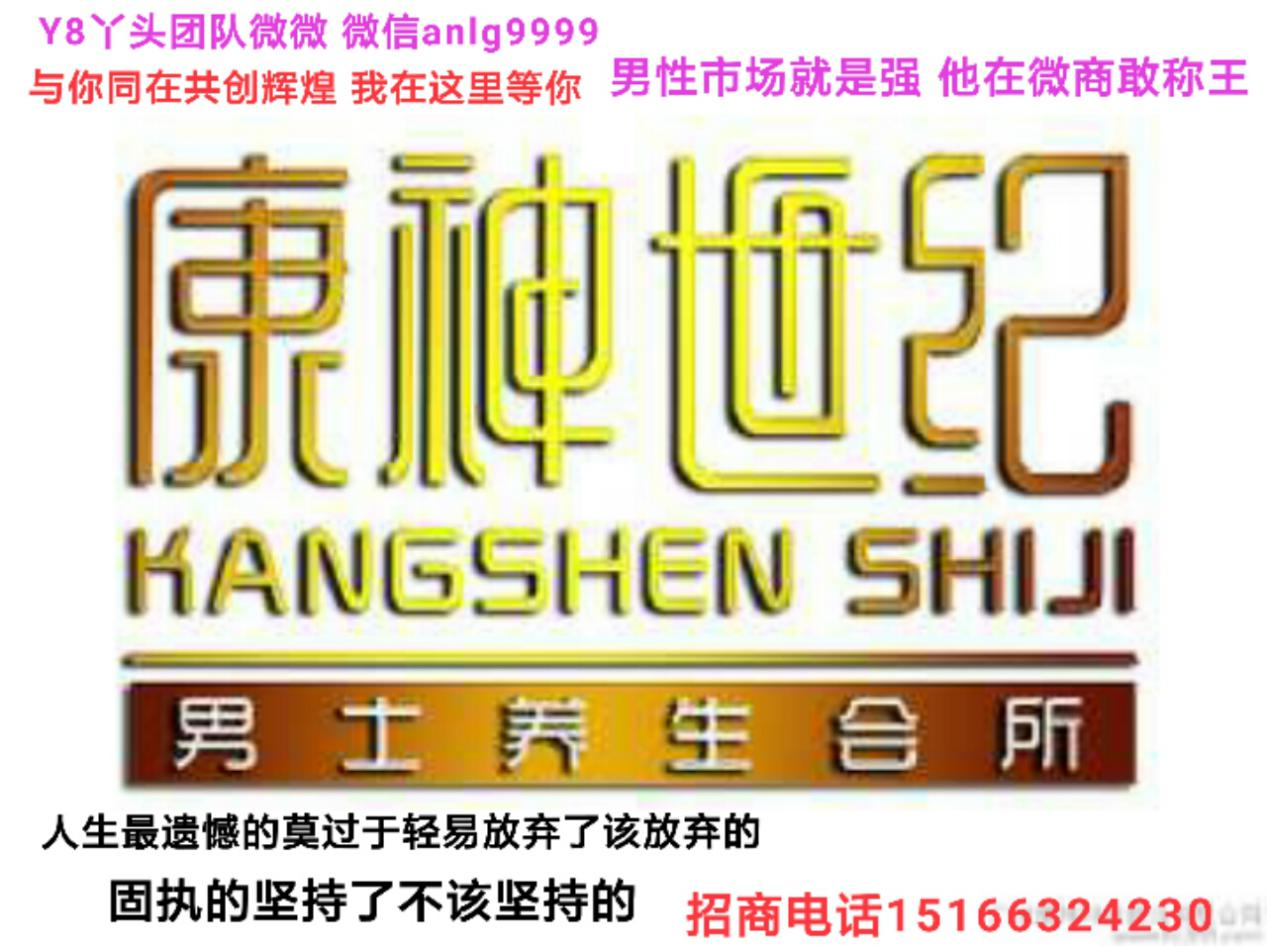 Y8丫头团队微微 微信anlg9999
与你同在共创辉煌 我在这里等你
男性市场就是强 他在微商敢称王
康神世纪
KANGSHEN SHIJI
男士养生会所
人生最遗憾的莫过于轻易放弃了该放弃的
固执的坚持了不该坚持的
招商电话15166324230